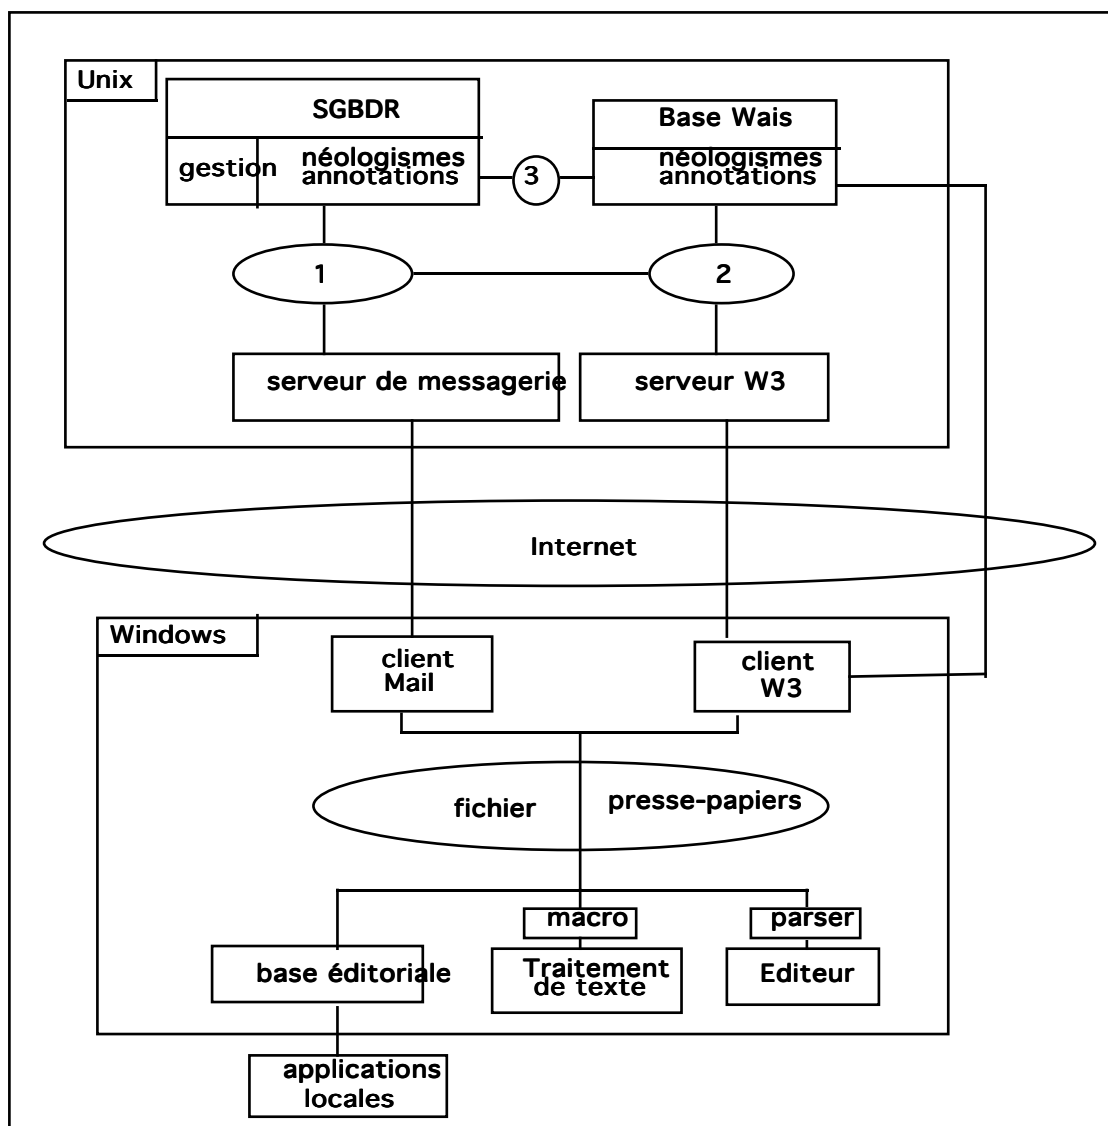 Unix
SGBDR
Base Wais
gestion
néologismes
annotations
3
néologismes
annotations
1
2
serveur de messagerie
serveur W3
Internet
Windows
client
Mail
client
W3
fichier
presse-papiers
macro
parser
base éditoriale
Traitement
de texte
Editeur
applications
locales